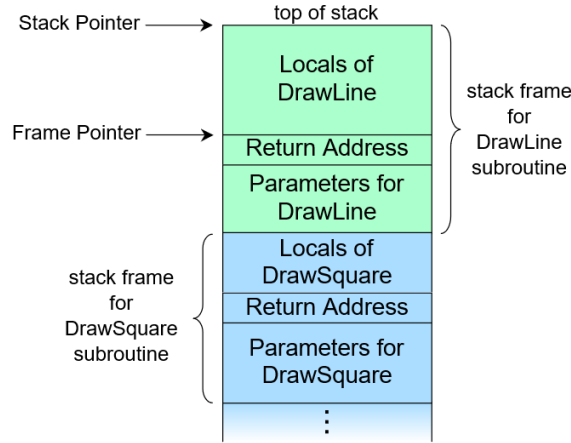 Stack Pointer
top of stack
Locals of
DrawLine
stack frame
for
DrawLine
subroutine
Frame Pointer
Return Address
Parameters for
DrawLine
Locals of
DrawSquare
stack frame
for
DrawSquare
subroutine
Return Address
Parameters for
DrawSquare
⋮